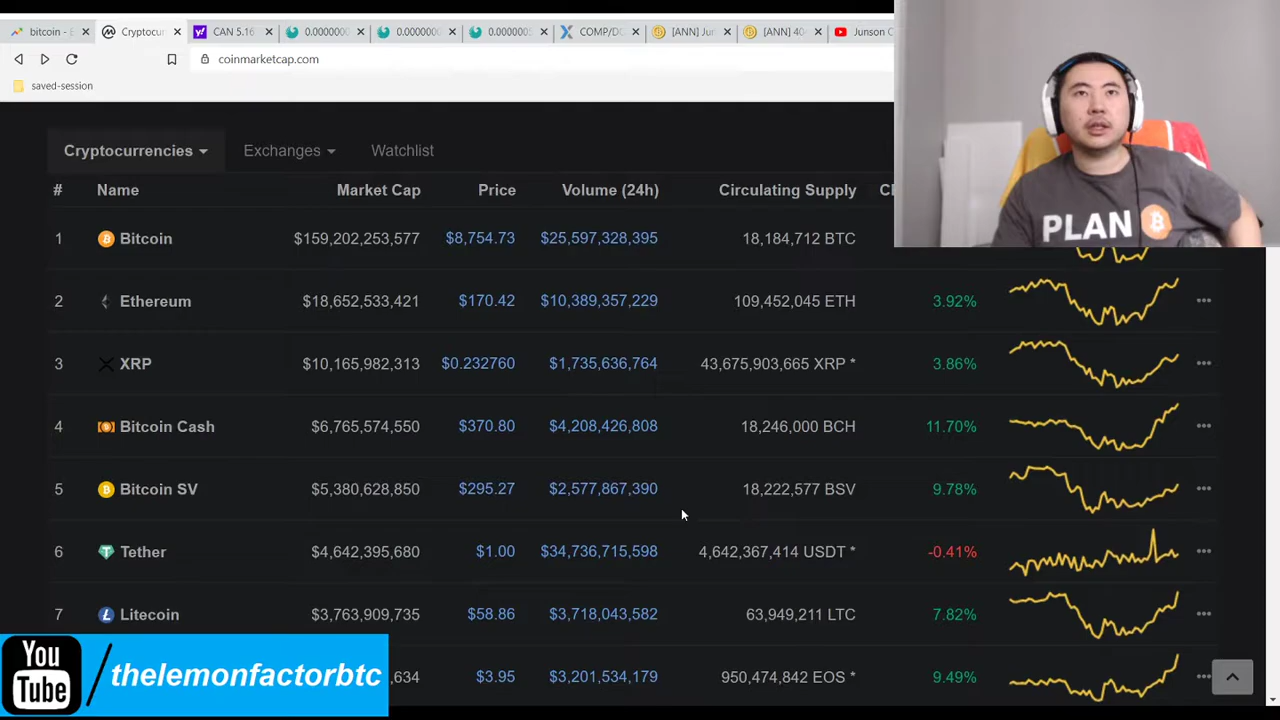 bitcoin - E
Cryptocur
CAN 5.16
0.0000000
0.000000
0.0000005
COMP/DC
[ANN] Jun
[ANN] 404
Junson C
coinmarketcap.com
saved-session
Cryptocurrencies
Exchanges
Watchlist
# Name Market Cap Price Volume (24h) Circulating Supply
1 Bitcoin $159,202,253,577 $8,754.73 $25,597,328,395 18,184,712 BTC
2 Ethereum $18,652,533,421 $170.42 $10,389,357,229 109,452,045 ETH 3.92%
3 XRP $10,165,982,313 $0.232760 $1,735,636,764 43,675,903,665 XRP * 3.86%
4 Bitcoin Cash $6,765,574,550 $370.80 $4,208,426,808 18,246,000 BCH 11.70%
5 Bitcoin SV $5,380,628,850 $295.27 $2,577,867,390 18,222,577 BSV 9.78%
6 Tether $4,642,395,680 $1.00 $34,736,715,598 4,642,367,414 USDT * -0.41%
7 Litecoin $3,763,909,735 $58.86 $3,718,043,582 63,949,211 LTC 7.82%
,634 $3.95 $3,201,534,179 950,474,842 EOS * 9.49%
PLAN ₿
You
Tube
/thelemonfactorbtc